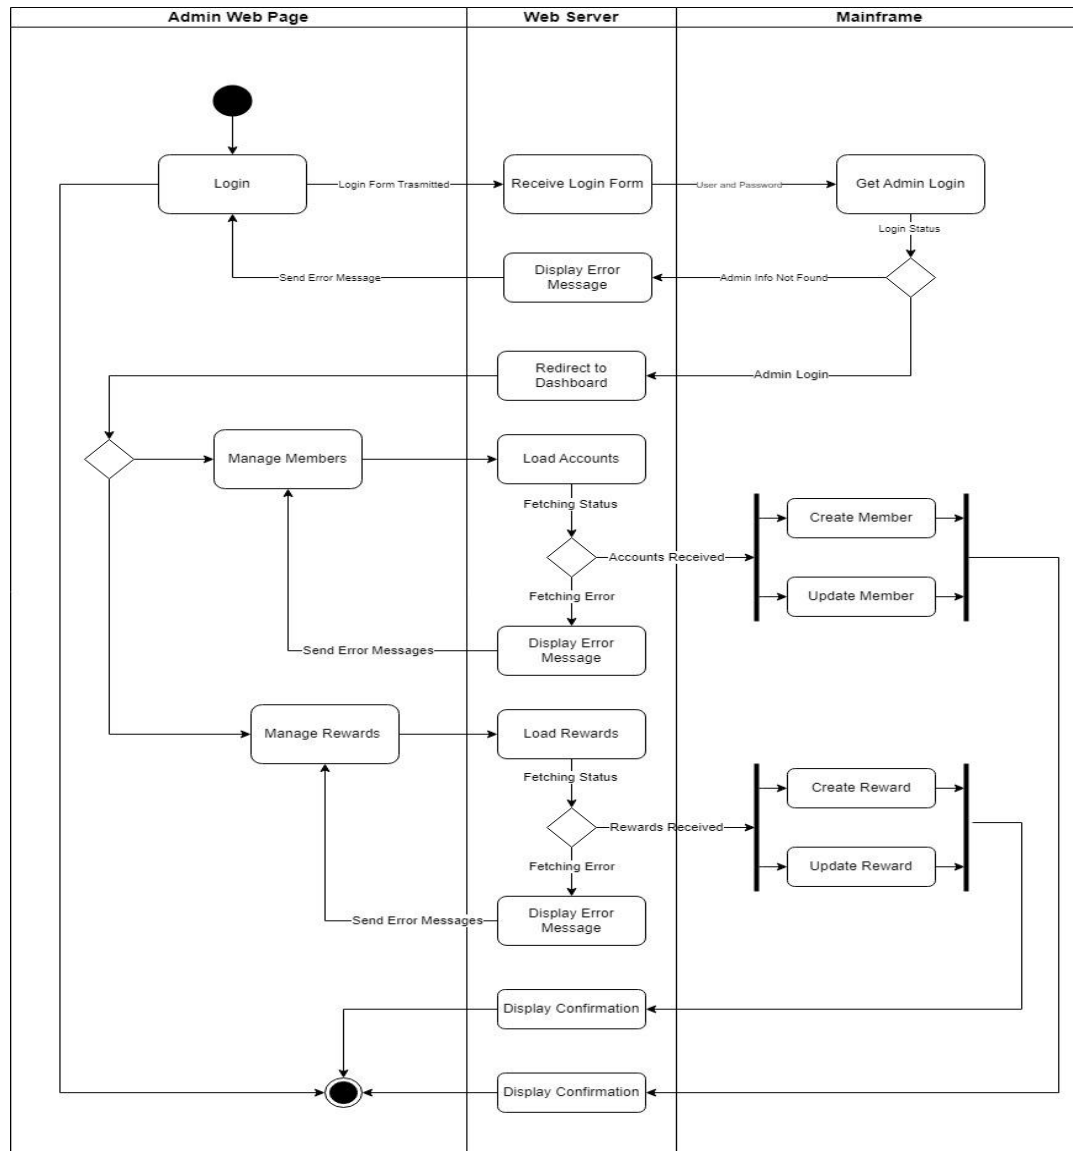 Admin Web Page
Web Server
Mainframe
Login
Login Form Trasmitted
Receive Login Form
User and Password
Get Admin Login
Login Status
Send Error Message
Display Error
Message
Admin Info Not Found
Redirect to
Dashboard
Admin Login
Manage Members
Load Accounts
Fetching Status
Create Member
Accounts Received
Fetching Error
Update Member
Send Error Messages
Display Error
Message
Manage Rewards
Load Rewards
Fetching Status
Create Reward
Rewards Received
Fetching Error
Update Reward
Send Error Messages
Display Error
Message
Display Confirmation
Display Confirmation